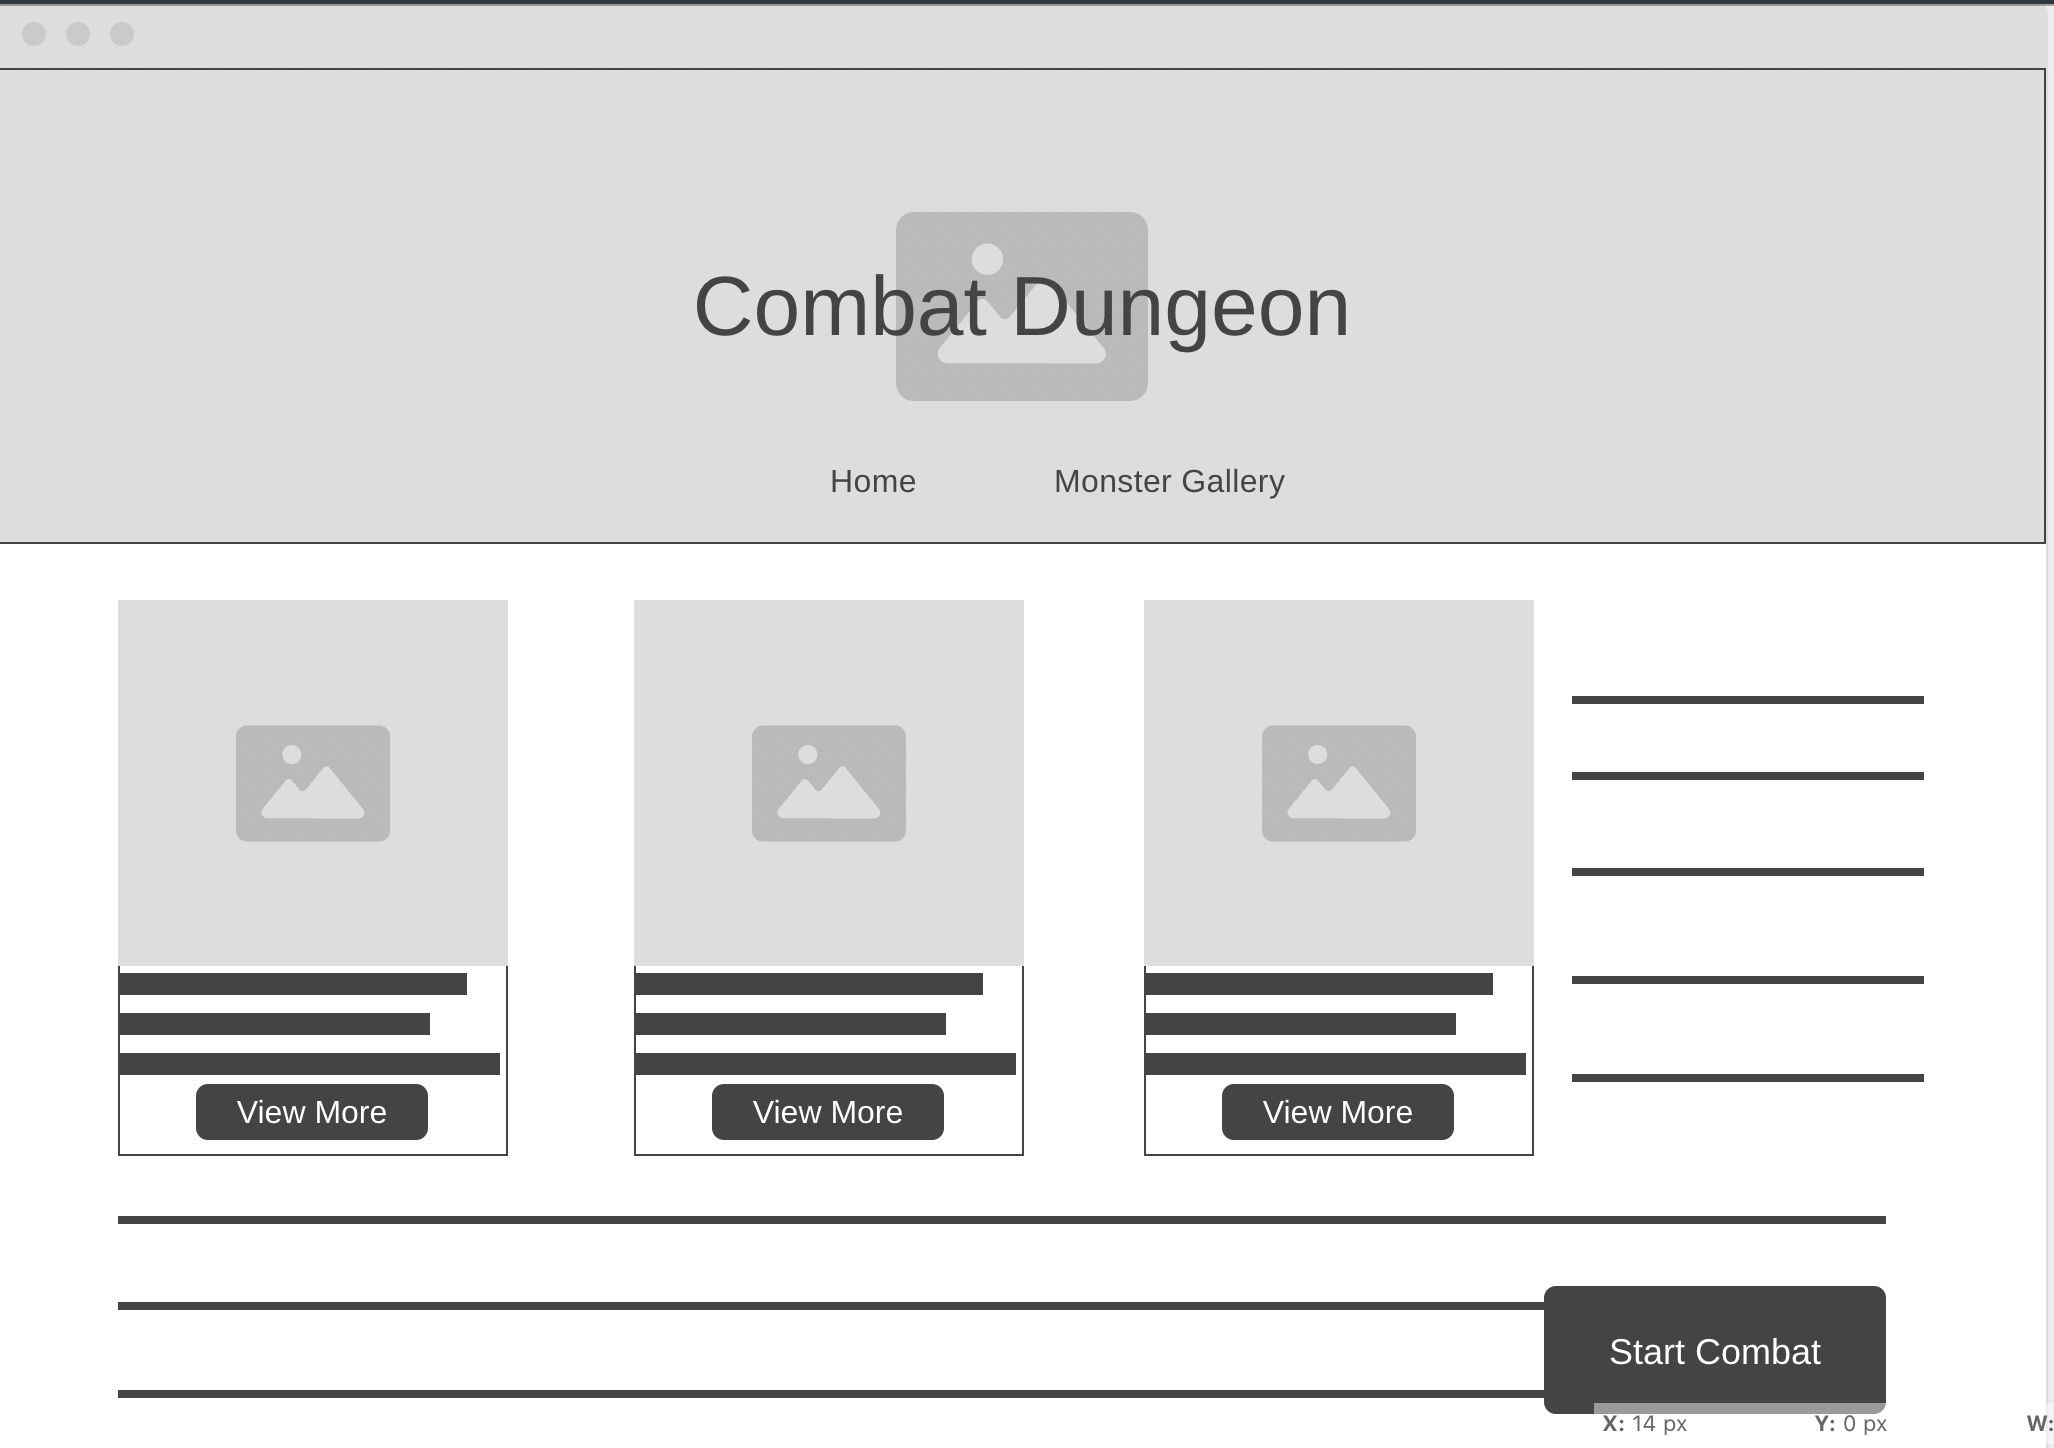 Combat Dungeon
Home Monster Gallery
View More View More View More
Start Combat
X: 14 px Y: 0 px W: